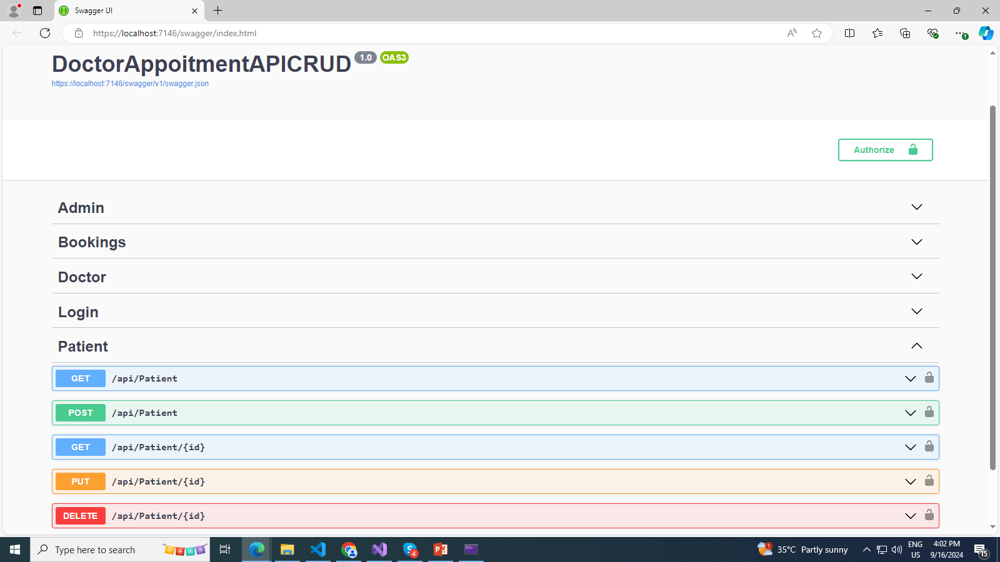 Swagger UI
https://localhost:7146/swagger/index.html
DoctorAppoitmentAPICRUD 1.0 OAS3
https://localhost:7146/swagger/v1/swagger.json
Authorize
Admin
Bookings
Doctor
Login
Patient
GET /api/Patient
POST /api/Patient
GET /api/Patient/{id}
PUT /api/Patient/{id}
DELETE /api/Patient/{id}
Type here to search
4
1
35°C Partly sunny
ENG
US
4:02 PM
9/16/2024
15